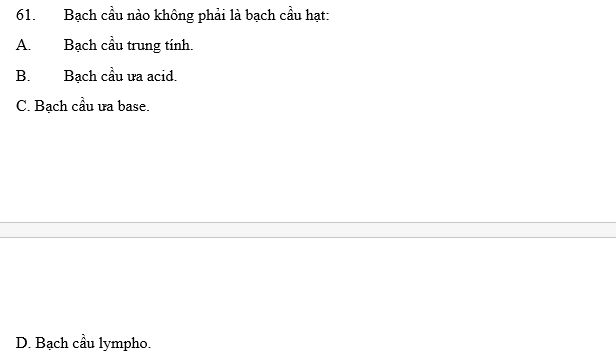 61. Bạch cầu nào không phải là bạch cầu hạt:
A. Bạch cầu trung tính.
B. Bạch cầu ưa acid.
C. Bạch cầu ưa base.
D. Bạch cầu lympho.